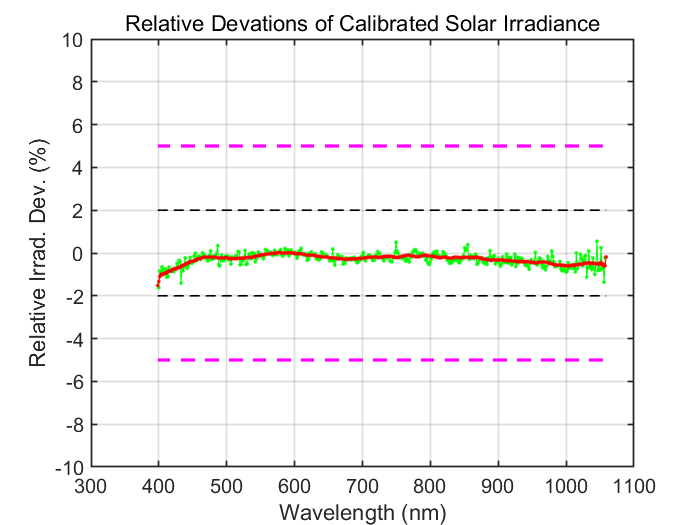 Relative Devations of Calibrated Solar Irradiance
10
8
6
4
2
0
-2
-4
-6
-8
-10
Relative Irrad. Dev. (%)
300 400 500 600 700 800 900 1000 1100
Wavelength (nm)